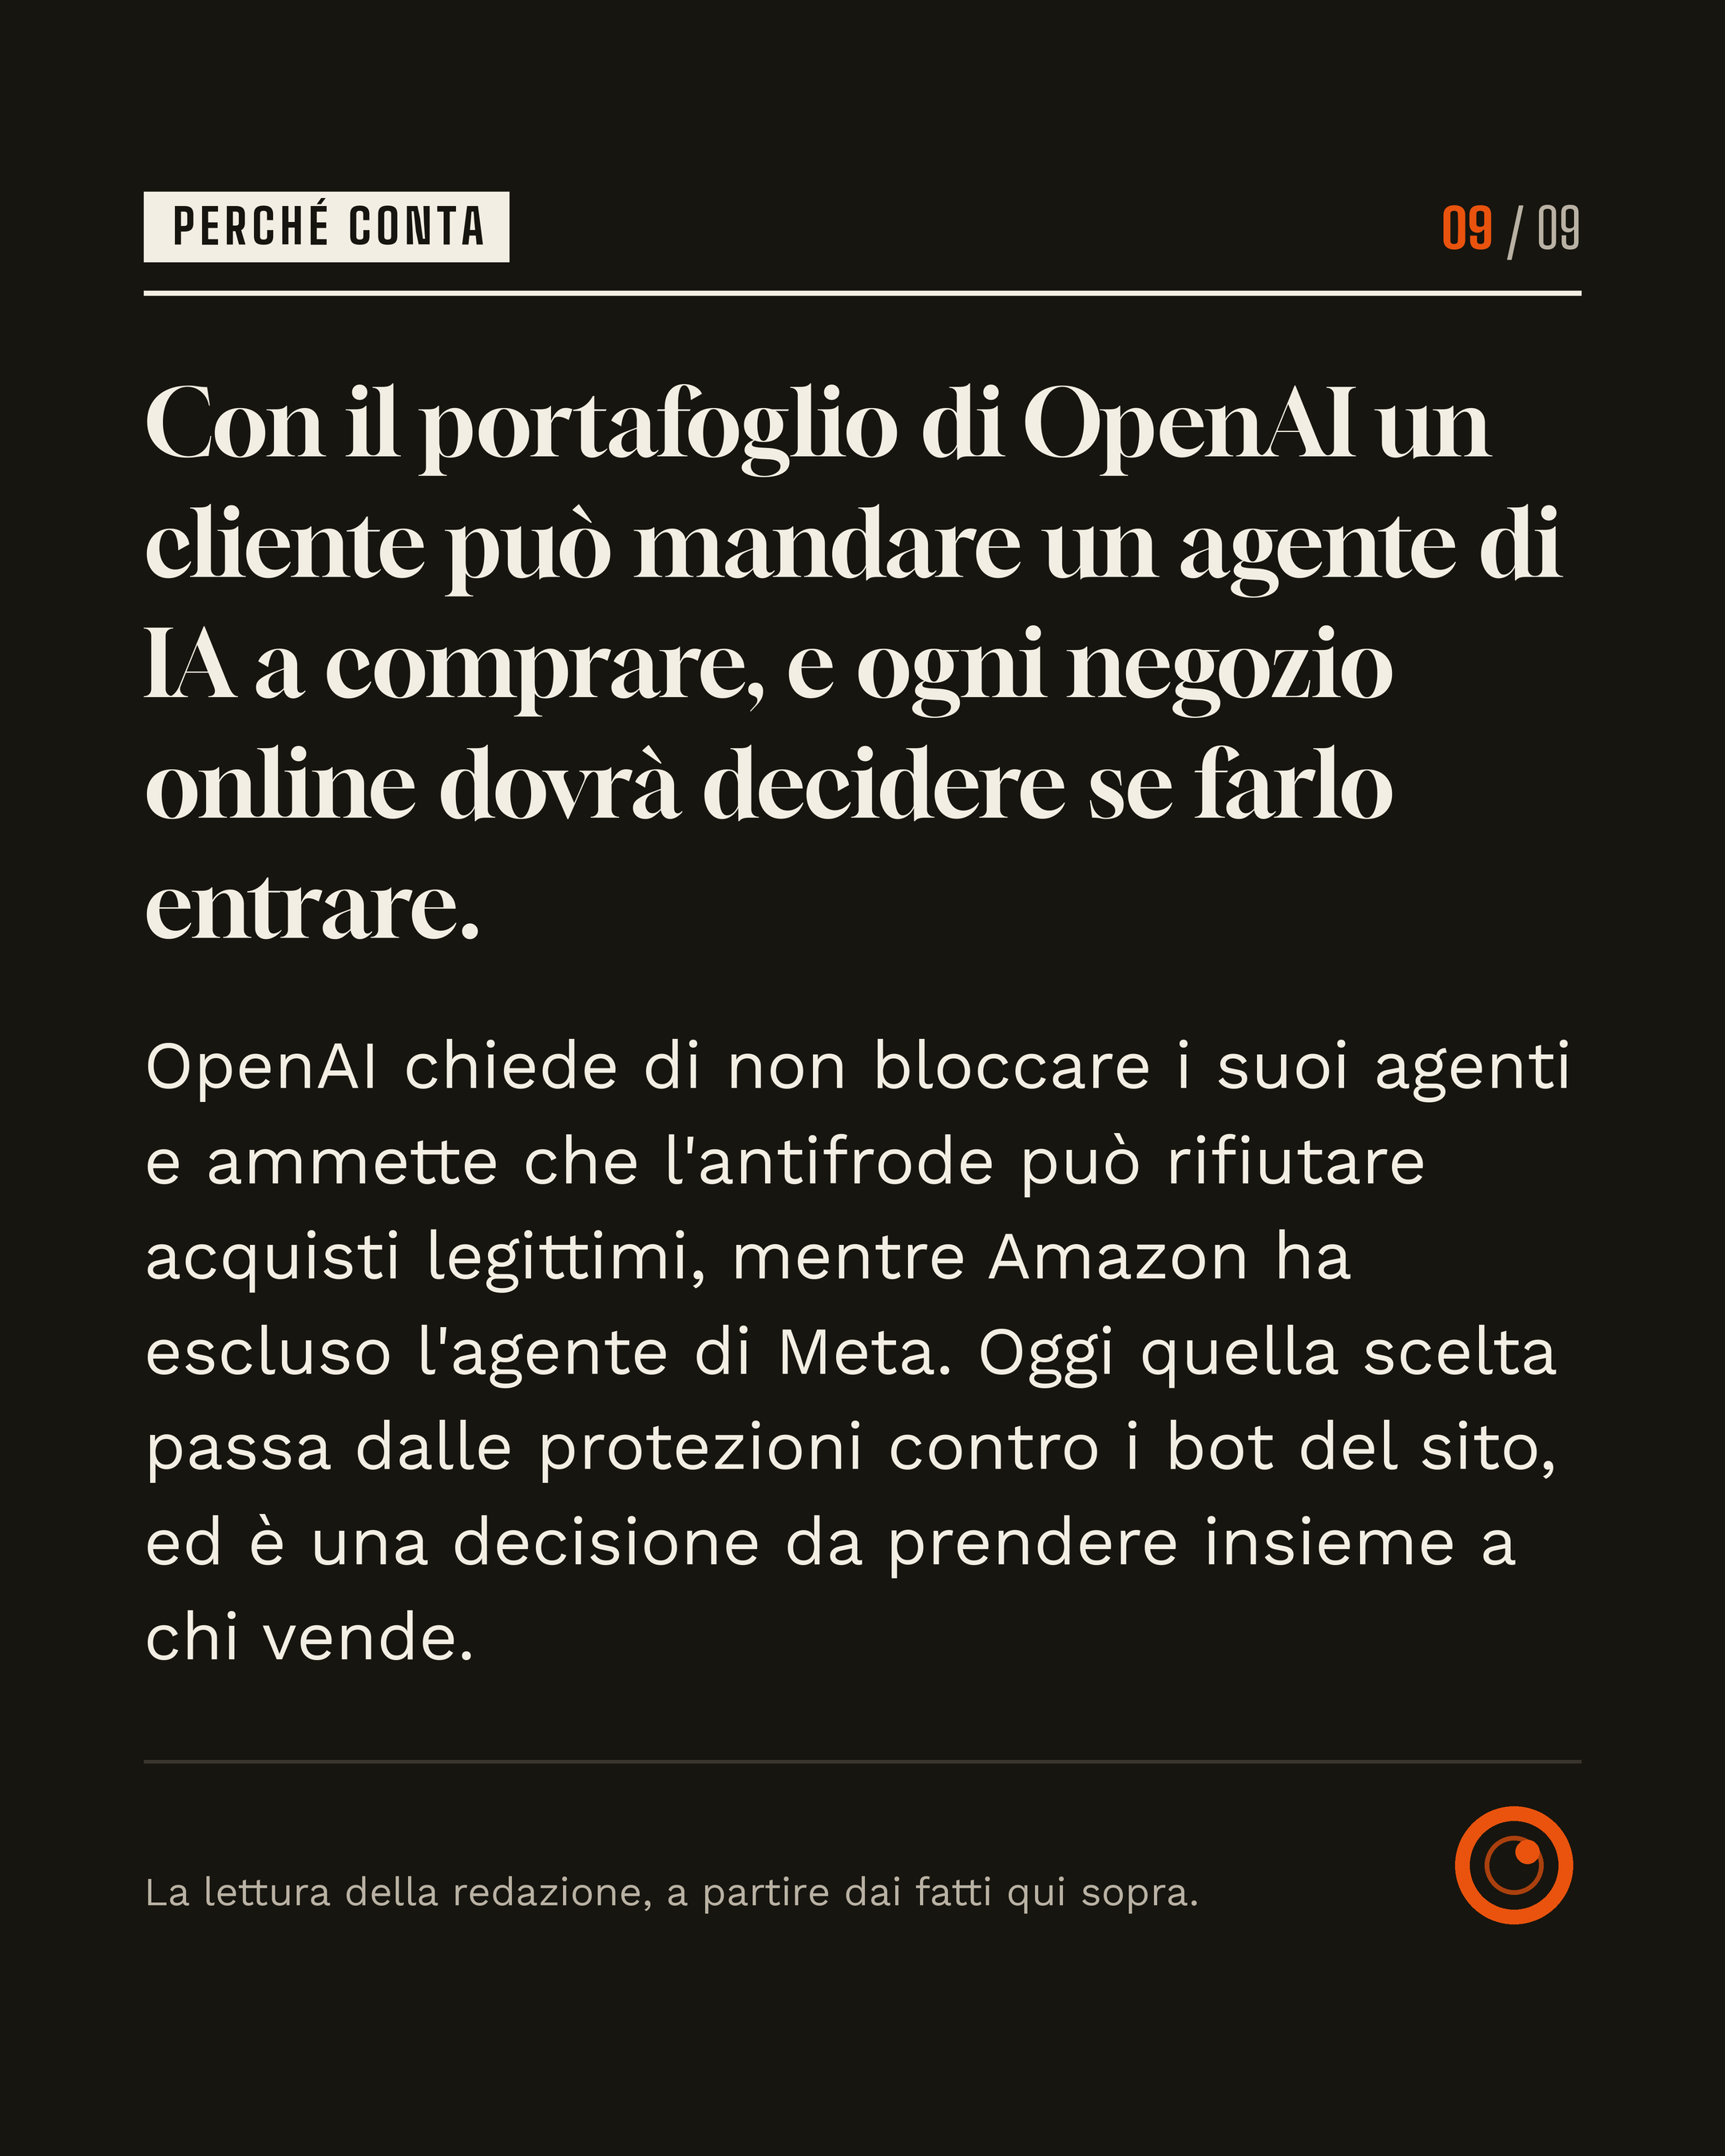 PERCHÉ CONTA
09 / 09
Con il portafoglio di OpenAI un
cliente può mandare un agente di
IA a comprare, e ogni negozio
online dovrà decidere se farlo
entrare.
OpenAI chiede di non bloccare i suoi agenti
e ammette che l'antifrode può rifiutare
acquisti legittimi, mentre Amazon ha
escluso l'agente di Meta. Oggi quella scelta
passa dalle protezioni contro i bot del sito,
ed è una decisione da prendere insieme a
chi vende.
La lettura della redazione, a partire dai fatti qui sopra.